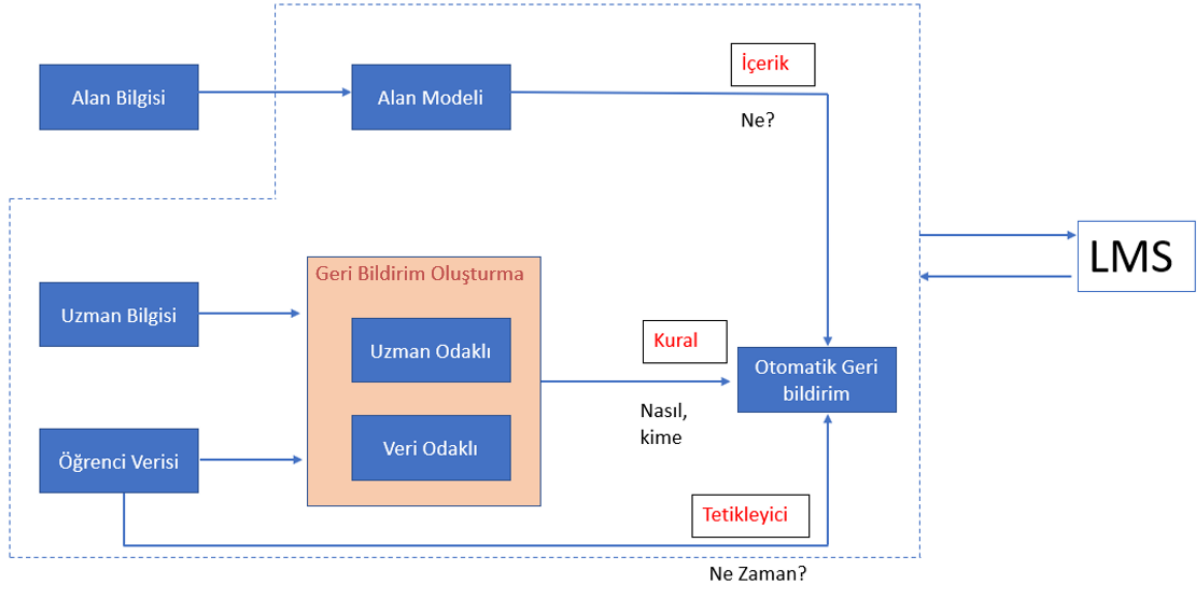 İçerik
Alan Bilgisi
Alan Modeli
Ne?
LMS
Geri Bildirim Oluşturma
Uzman Bilgisi
Uzman Odaklı
Kural
Otomatik Geri
bildirim
Nasıl,
kime
Veri Odaklı
Öğrenci Verisi
Tetikleyici
Ne Zaman?